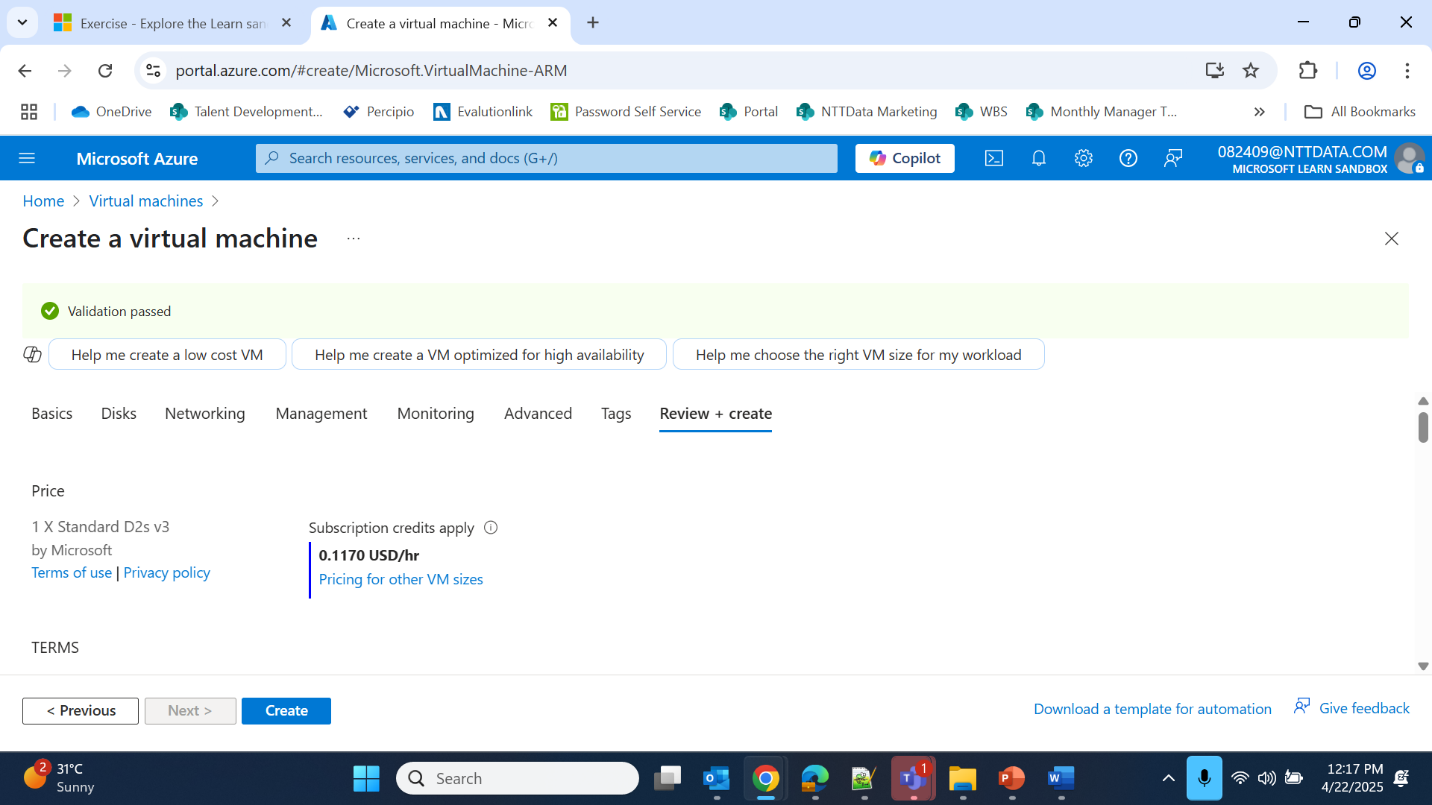 Exercise - Explore the Learn san
Create a virtual machine - Micro
portal.azure.com/#create/Microsoft.VirtualMachine-ARM
OneDrive
Talent Development...
Percipio
Evalutionlink
Password Self Service
Portal
NTTData Marketing
WBS
Monthly Manager T...
All Bookmarks
Microsoft Azure
Search resources, services, and docs (G+/)
Copilot
082409@NTTDATA.COM
MICROSOFT LEARN SANDBOX
Home > Virtual machines >
Create a virtual machine ...
Validation passed
Help me create a low cost VM
Help me create a VM optimized for high availability
Help me choose the right VM size for my workload
Basics
Disks
Networking
Management
Monitoring
Advanced
Tags
Review + create
Price
1 X Standard D2s v3
by Microsoft
Terms of use | Privacy policy
Subscription credits apply
0.1170 USD/hr
Pricing for other VM sizes
TERMS
< Previous
Next >
Create
Download a template for automation
Give feedback
2
31°C
Sunny
Search
1
12:17 PM
4/22/2025